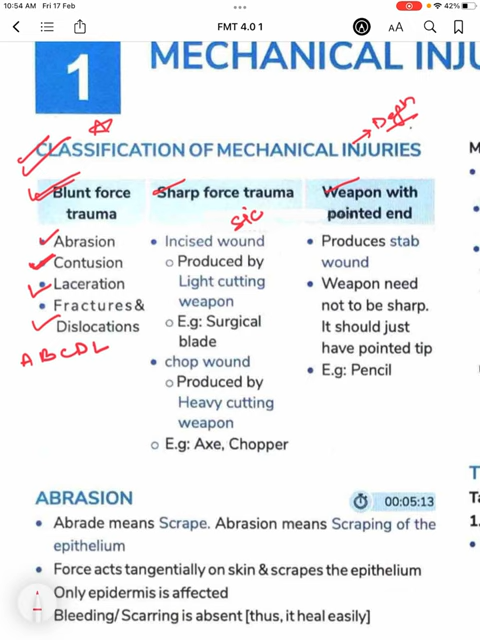 10:54 AM Fri 17 Feb
42%
FMT 4.0 1
AA
1
MECHANICAL INJU
Depth
CLASSIFICATION OF MECHANICAL INJURIES
Blunt force trauma
Sharp force trauma
Weapon with pointed end
sic
• Abrasion
• Contusion
• Laceration
• Fractures &
Dislocations
ABCDL
• Incised wound
o Produced by
Light cutting
weapon
o E.g: Surgical
blade
• chop wound
o Produced by
Heavy cutting
weapon
o E.g: Axe, Chopper
• Produces stab
wound
• Weapon need
not to be sharp.
It should just
have pointed tip
• E.g: Pencil
M
ABRASION
00:05:13
• Abrade means Scrape. Abrasion means Scraping of the
epithelium
• Force acts tangentially on skin & scrapes the epithelium
Only epidermis is affected
Bleeding/ Scarring is absent [thus, it heal easily]
T
Ta
1.